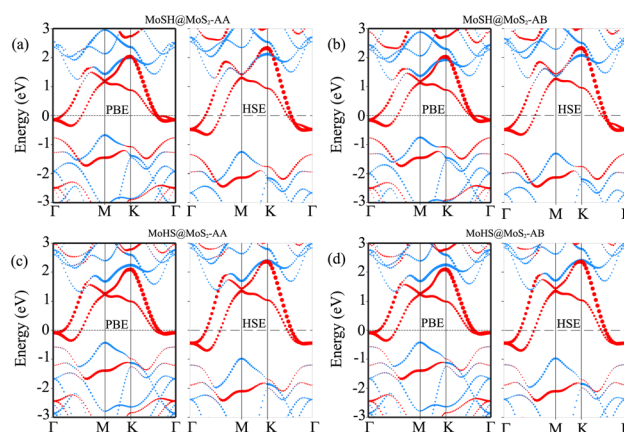 MoSH@MoS₂-AA
MoSH@MoS₂-AB
(a)
(b)
3
2
1
0
-1
-2
-3
Energy (eV)
PBE
HSE
Γ M K Γ Γ M K Γ
3
2
1
0
-1
-2
-3
Energy (eV)
PBE
HSE
Γ M K Γ Γ M K Γ
MoHS@MoS₂-AA
MoHS@MoS₂-AB
(c)
(d)
3
2
1
0
-1
-2
-3
Energy (eV)
PBE
HSE
Γ M K Γ Γ M K Γ
3
2
1
0
-1
-2
-3
Energy (eV)
PBE
HSE
Γ M K Γ Γ M K